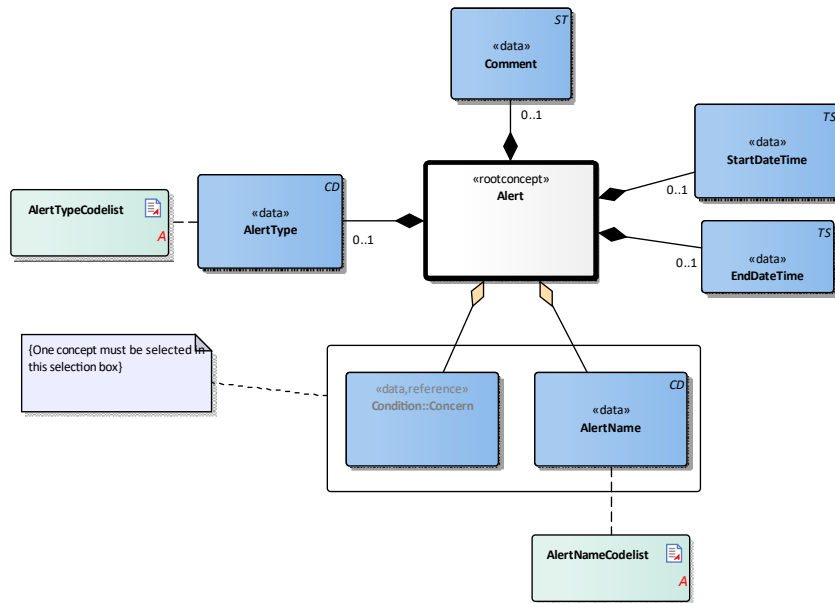 ST
«data»
Comment
0..1
TS
«data»
StartDateTime
0..1
«rootconcept»
Alert
AlertTypeCodelist
A
CD
«data»
AlertType
0..1
TS
«data»
EndDateTime
0..1
{One concept must be selected in
this selection box}
«data,reference»
Condition::Concern
CD
«data»
AlertName
AlertNameCodelist
A